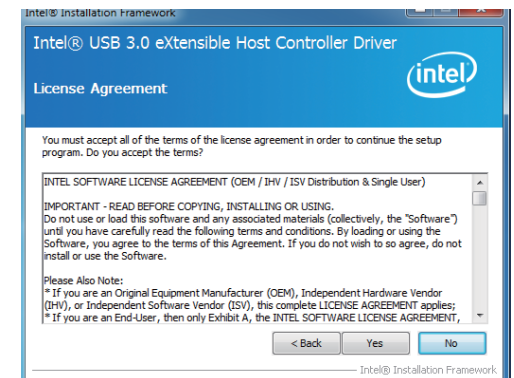 Intel® Installation Framework
Intel® USB 3.0 eXtensible Host Controller Driver
intel
License Agreement
You must accept all of the terms of the license agreement in order to continue the setup
program. Do you accept the terms?
INTEL SOFTWARE LICENSE AGREEMENT (OEM / IHV / ISV Distribution & Single User)
IMPORTANT - READ BEFORE COPYING, INSTALLING OR USING.
Do not use or load this software and any associated materials (collectively, the "Software")
until you have carefully read the following terms and conditions. By loading or using the
Software, you agree to the terms of this Agreement. If you do not wish to so agree, do not
install or use the Software.
Please Also Note:
* If you are an Original Equipment Manufacturer (OEM), Independent Hardware Vendor
(IHV), or Independent Software Vendor (ISV), this complete LICENSE AGREEMENT applies;
* If you are an End-User, then only Exhibit A, the INTEL SOFTWARE LICENSE AGREEMENT,
< Back Yes No
Intel® Installation Framework